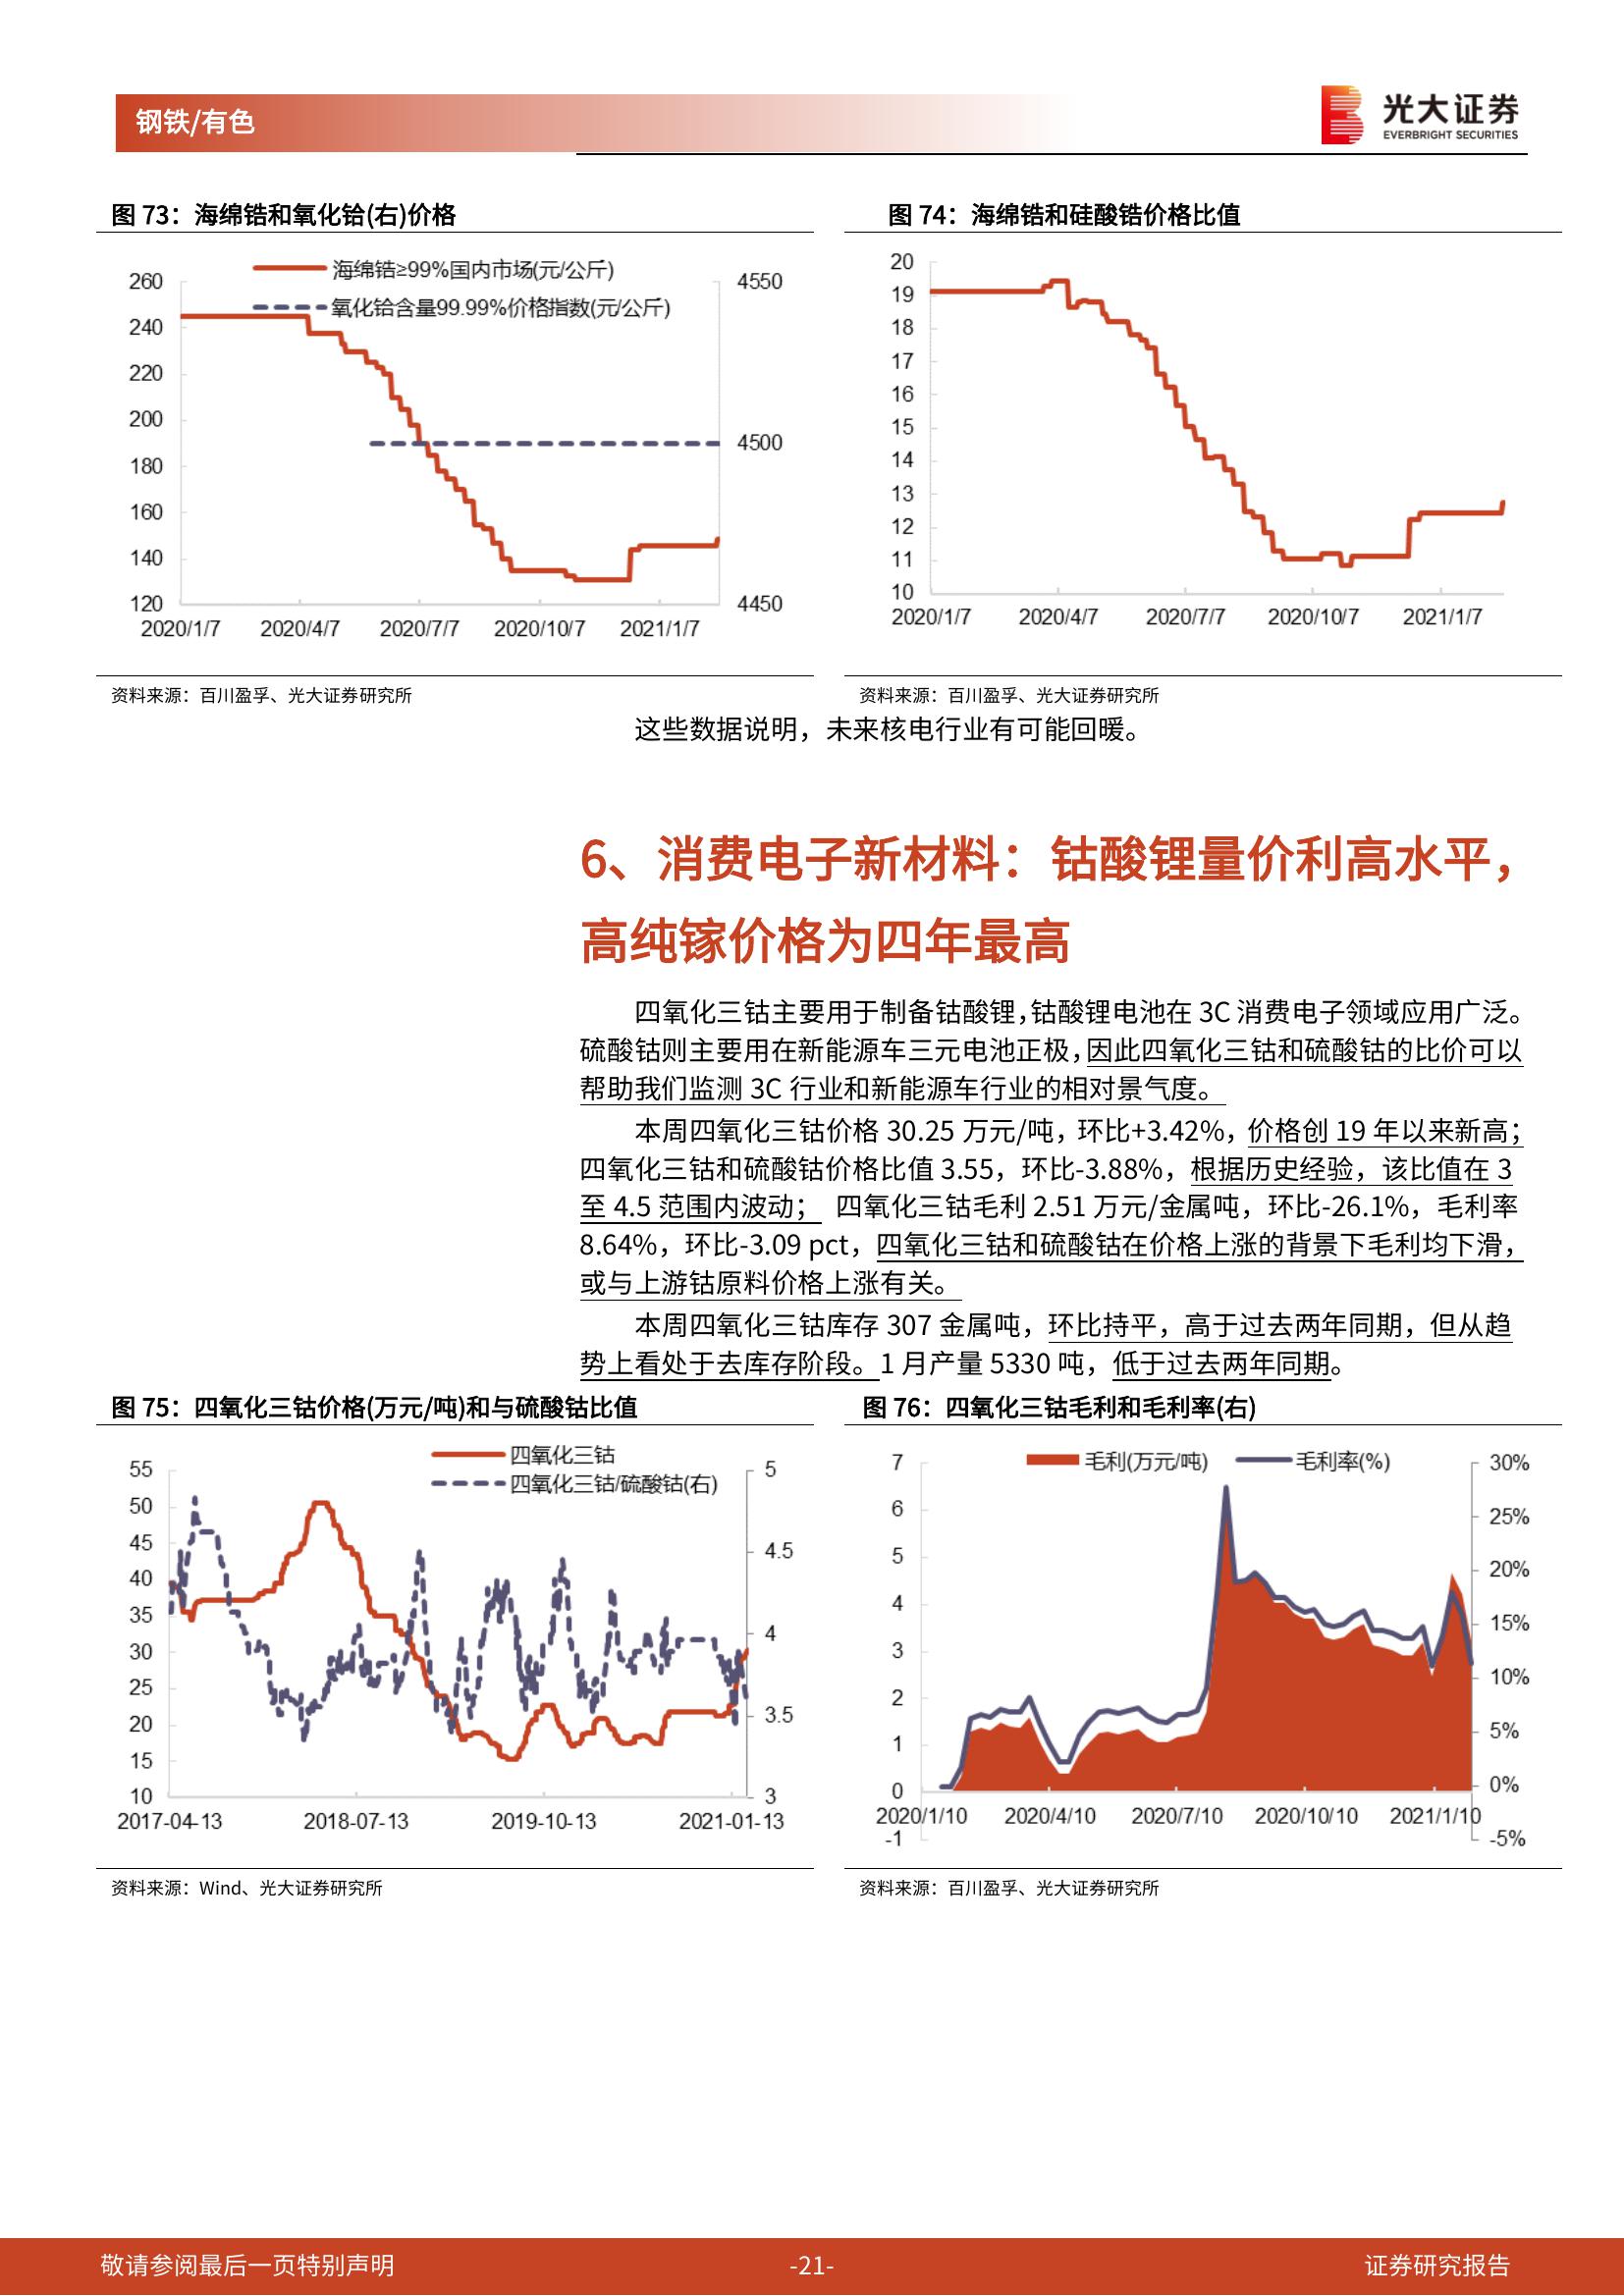 钢铁/有色
光大证券
EVERBRIGHT SECURITIES
图 73：海绵锆和氧化铪(右)价格
海绵锆≥99%国内市场(元/公斤)
氧化铪含量99.99%价格指数(元/公斤)
260
240
220
200
180
160
140
120
4550
4500
4450
2020/1/7 2020/4/7 2020/7/7 2020/10/7 2021/1/7
资料来源：百川盈孚、光大证券研究所
图 74：海绵锆和硅酸锆价格比值
20
19
18
17
16
15
14
13
12
11
10
2020/1/7 2020/4/7 2020/7/7 2020/10/7 2021/1/7
资料来源：百川盈孚、光大证券研究所
这些数据说明，未来核电行业有可能回暖。
6、消费电子新材料：钴酸锂量价利高水平，
高纯镓价格为四年最高
四氧化三钴主要用于制备钴酸锂，钴酸锂电池在 3C 消费电子领域应用广泛。
硫酸钴则主要用在新能源车三元电池正极，因此四氧化三钴和硫酸钴的比价可以
帮助我们监测 3C 行业和新能源车行业的相对景气度。
本周四氧化三钴价格 30.25 万元/吨，环比+3.42%，价格创 19 年以来新高；
四氧化三钴和硫酸钴价格比值 3.55，环比-3.88%，根据历史经验，该比值在 3
至 4.5 范围内波动； 四氧化三钴毛利 2.51 万元/金属吨，环比-26.1%，毛利率
8.64%，环比-3.09 pct，四氧化三钴和硫酸钴在价格上涨的背景下毛利均下滑，
或与上游钴原料价格上涨有关。
本周四氧化三钴库存 307 金属吨，环比持平，高于过去两年同期，但从趋
势上看处于去库存阶段。1 月产量 5330 吨，低于过去两年同期。
图 75：四氧化三钴价格(万元/吨)和与硫酸钴比值
四氧化三钴
四氧化三钴/硫酸钴(右)
55
50
45
40
35
30
25
20
15
10
5
4.5
4
3.5
3
2017-04-13 2018-07-13 2019-10-13 2021-01-13
资料来源：Wind、光大证券研究所
图 76：四氧化三钴毛利和毛利率(右)
毛利(万元/吨) 毛利率(%)
7
6
5
4
3
2
1
0
-1
30%
25%
20%
15%
10%
5%
0%
-5%
2020/1/10 2020/4/10 2020/7/10 2020/10/10 2021/1/10
资料来源：百川盈孚、光大证券研究所
敬请参阅最后一页特别声明 -21- 证券研究报告